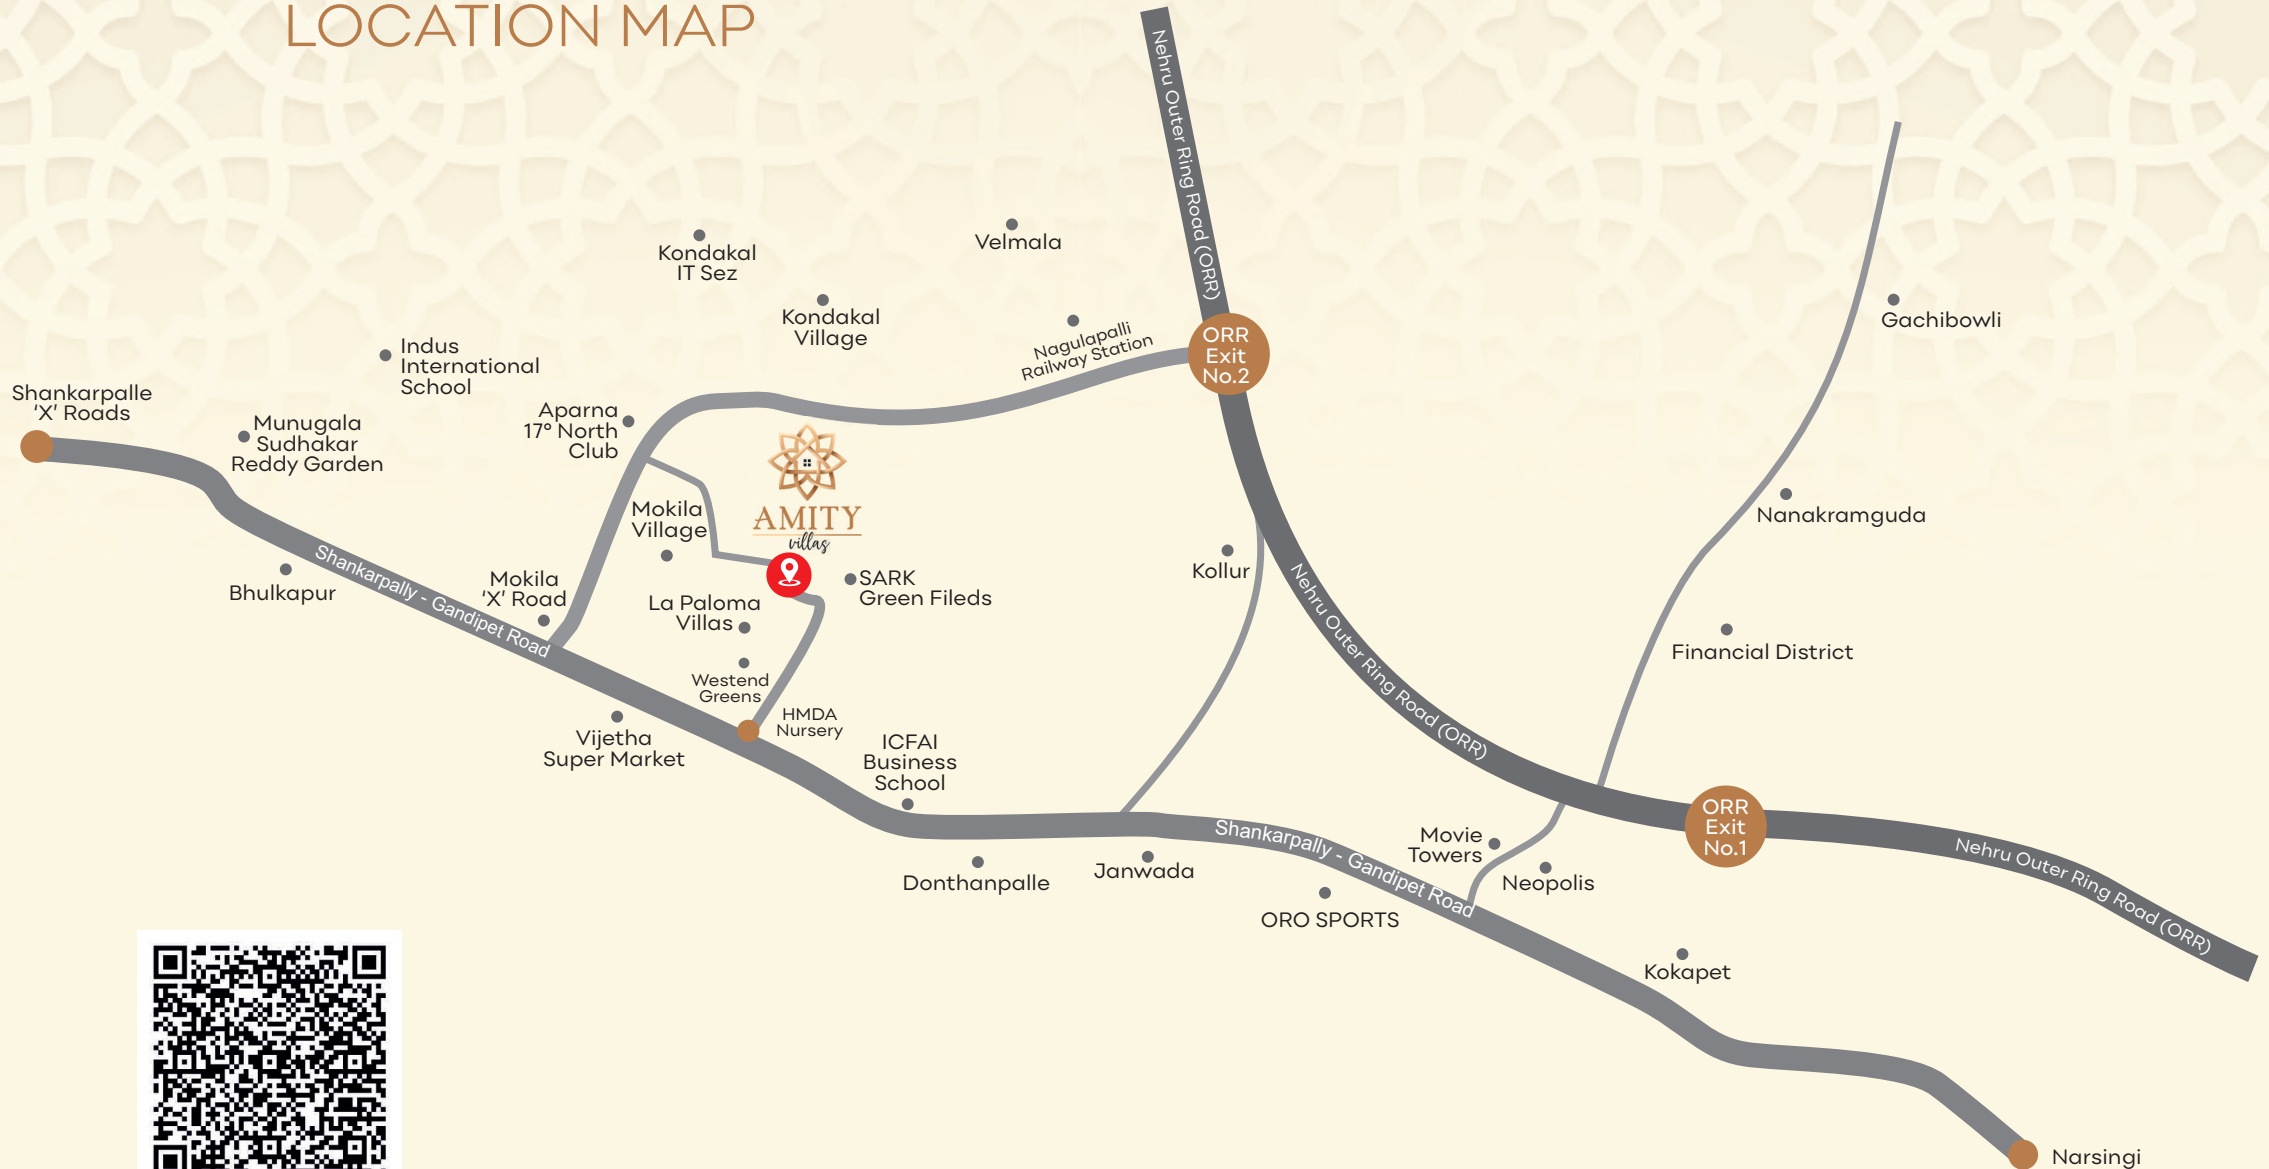 LOCATION MAP
Nehru Outer Ring Road (ORR)
Velmala
Kondakal
IT Sez
Kondakal
Village
Nagulapalli
Railway Station
ORR
Exit
No.2
Gachibowli
Indus
International
School
Shankarpalle
‘X’ Roads
Munugala
Sudhakar
Reddy Garden
Aparna
17° North
Club
AMITY
villas
Mokila
Village
Nanakramguda
Bhulkapur
Shankarpally - Gandipet Road
Mokila
‘X’ Road
SARK
Green Fileds
Kollur
Nehru Outer Ring Road (ORR)
La Paloma
Villas
Financial District
Westend
Greens
HMDA
Nursery
Vijetha
Super Market
ICFAI
Business
School
ORR
Exit
No.1
Shankarpally - Gandipet Road
Movie
Towers
Nehru Outer Ring Road (ORR)
Donthanpalle
Janwada
Neopolis
ORO SPORTS
Kokapet
Narsingi